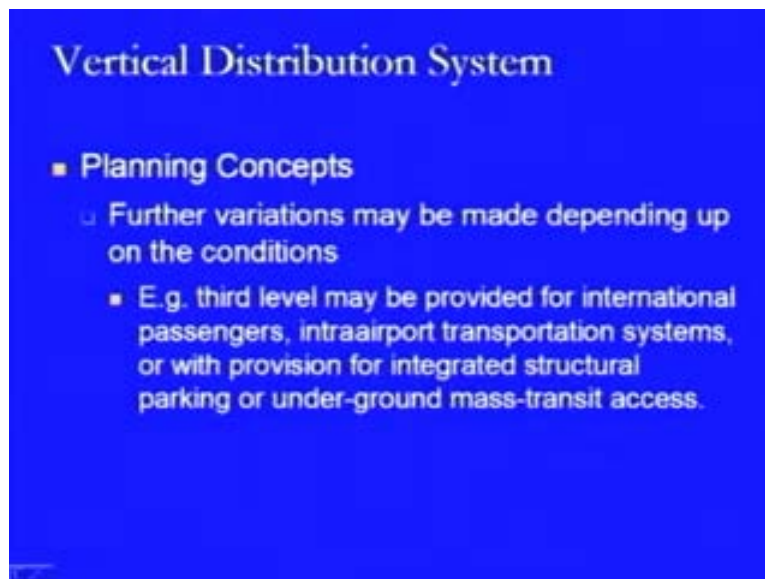 Vertical Distribution System
Planning Concepts
Further variations may be made depending up
on the conditions
E.g. third level may be provided for international
passengers, intraairport transportation systems,
or with provision for integrated structural
parking or under-ground mass-transit access.